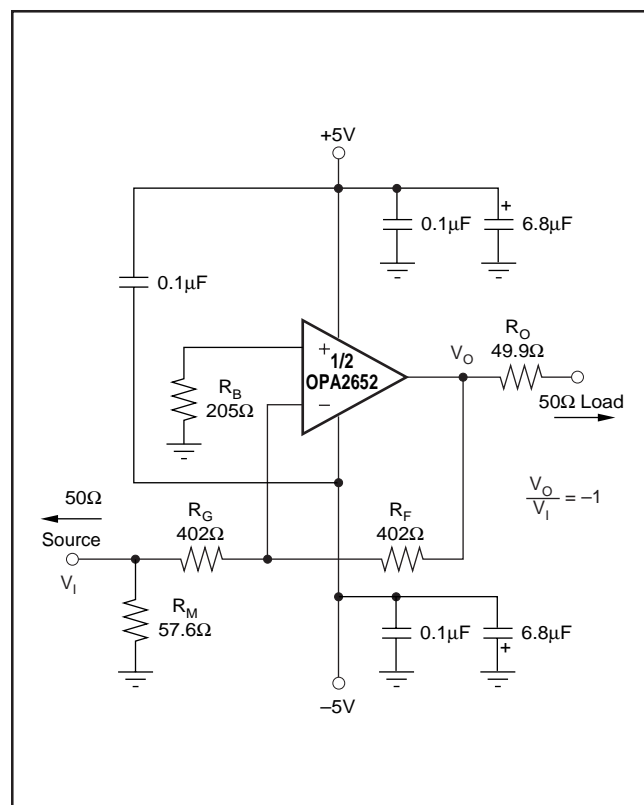 +5V
0.1µF
6.8µF
+
0.1µF
+
1/2
OPA2652
−
R_B
205Ω
V_O
R_O
49.9Ω
50Ω Load
V_O
V_I
= −1
50Ω
Source
V_I
R_G
402Ω
R_F
402Ω
R_M
57.6Ω
0.1µF
6.8µF
+
−5V